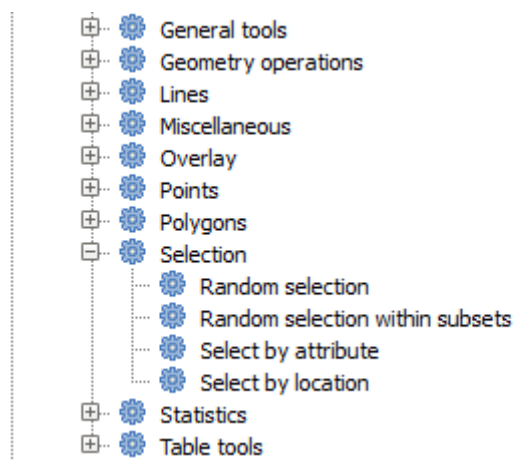 General tools
Geometry operations
Lines
Miscellaneous
Overlay
Points
Polygons
Selection
Random selection
Random selection within subsets
Select by attribute
Select by location
Statistics
Table tools